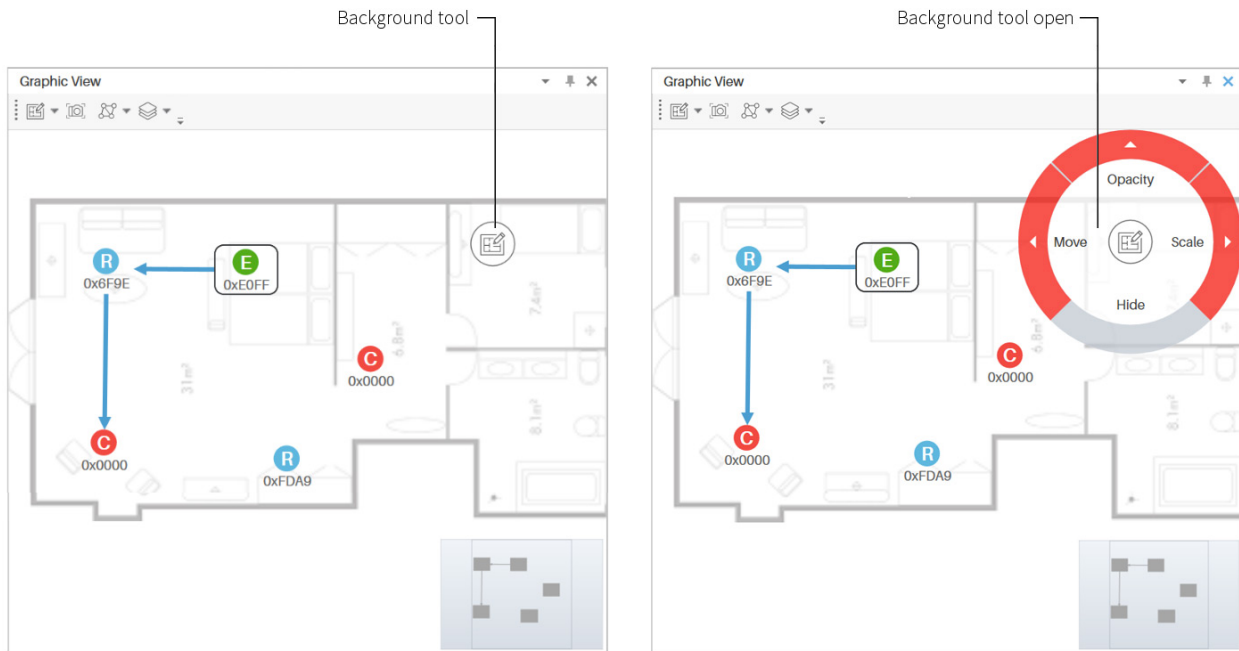 Background tool
Background tool open
Graphic View
R
0x6F9E
E
0xE0FF
C
0x0000
C
0x0000
R
0xFDA9
31m²
6.8m²
7.4m²
8.1m²
Graphic View
Opacity
Move
Scale
Hide
R
0x6F9E
E
0xE0FF
C
0x0000
C
0x0000
R
0xFDA9
31m²
6.8m²
8.1m²